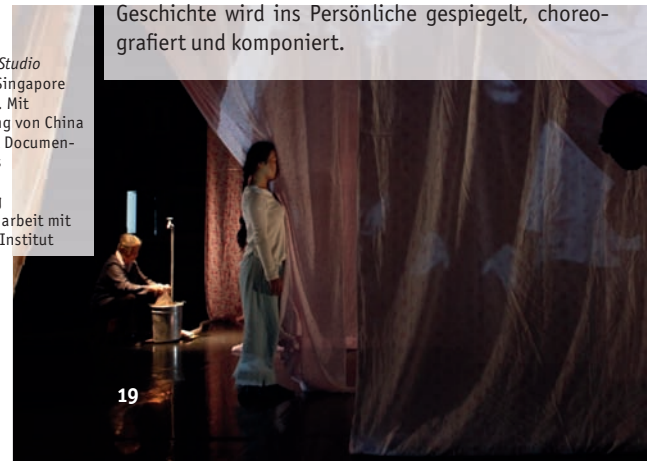 Geschichte wird ins Persönliche gespiegelt, choreo-
grafiert und komponiert.
Studio
Singapore
. Mit
ng von China
Documen-
arbeit mit
Institut
19